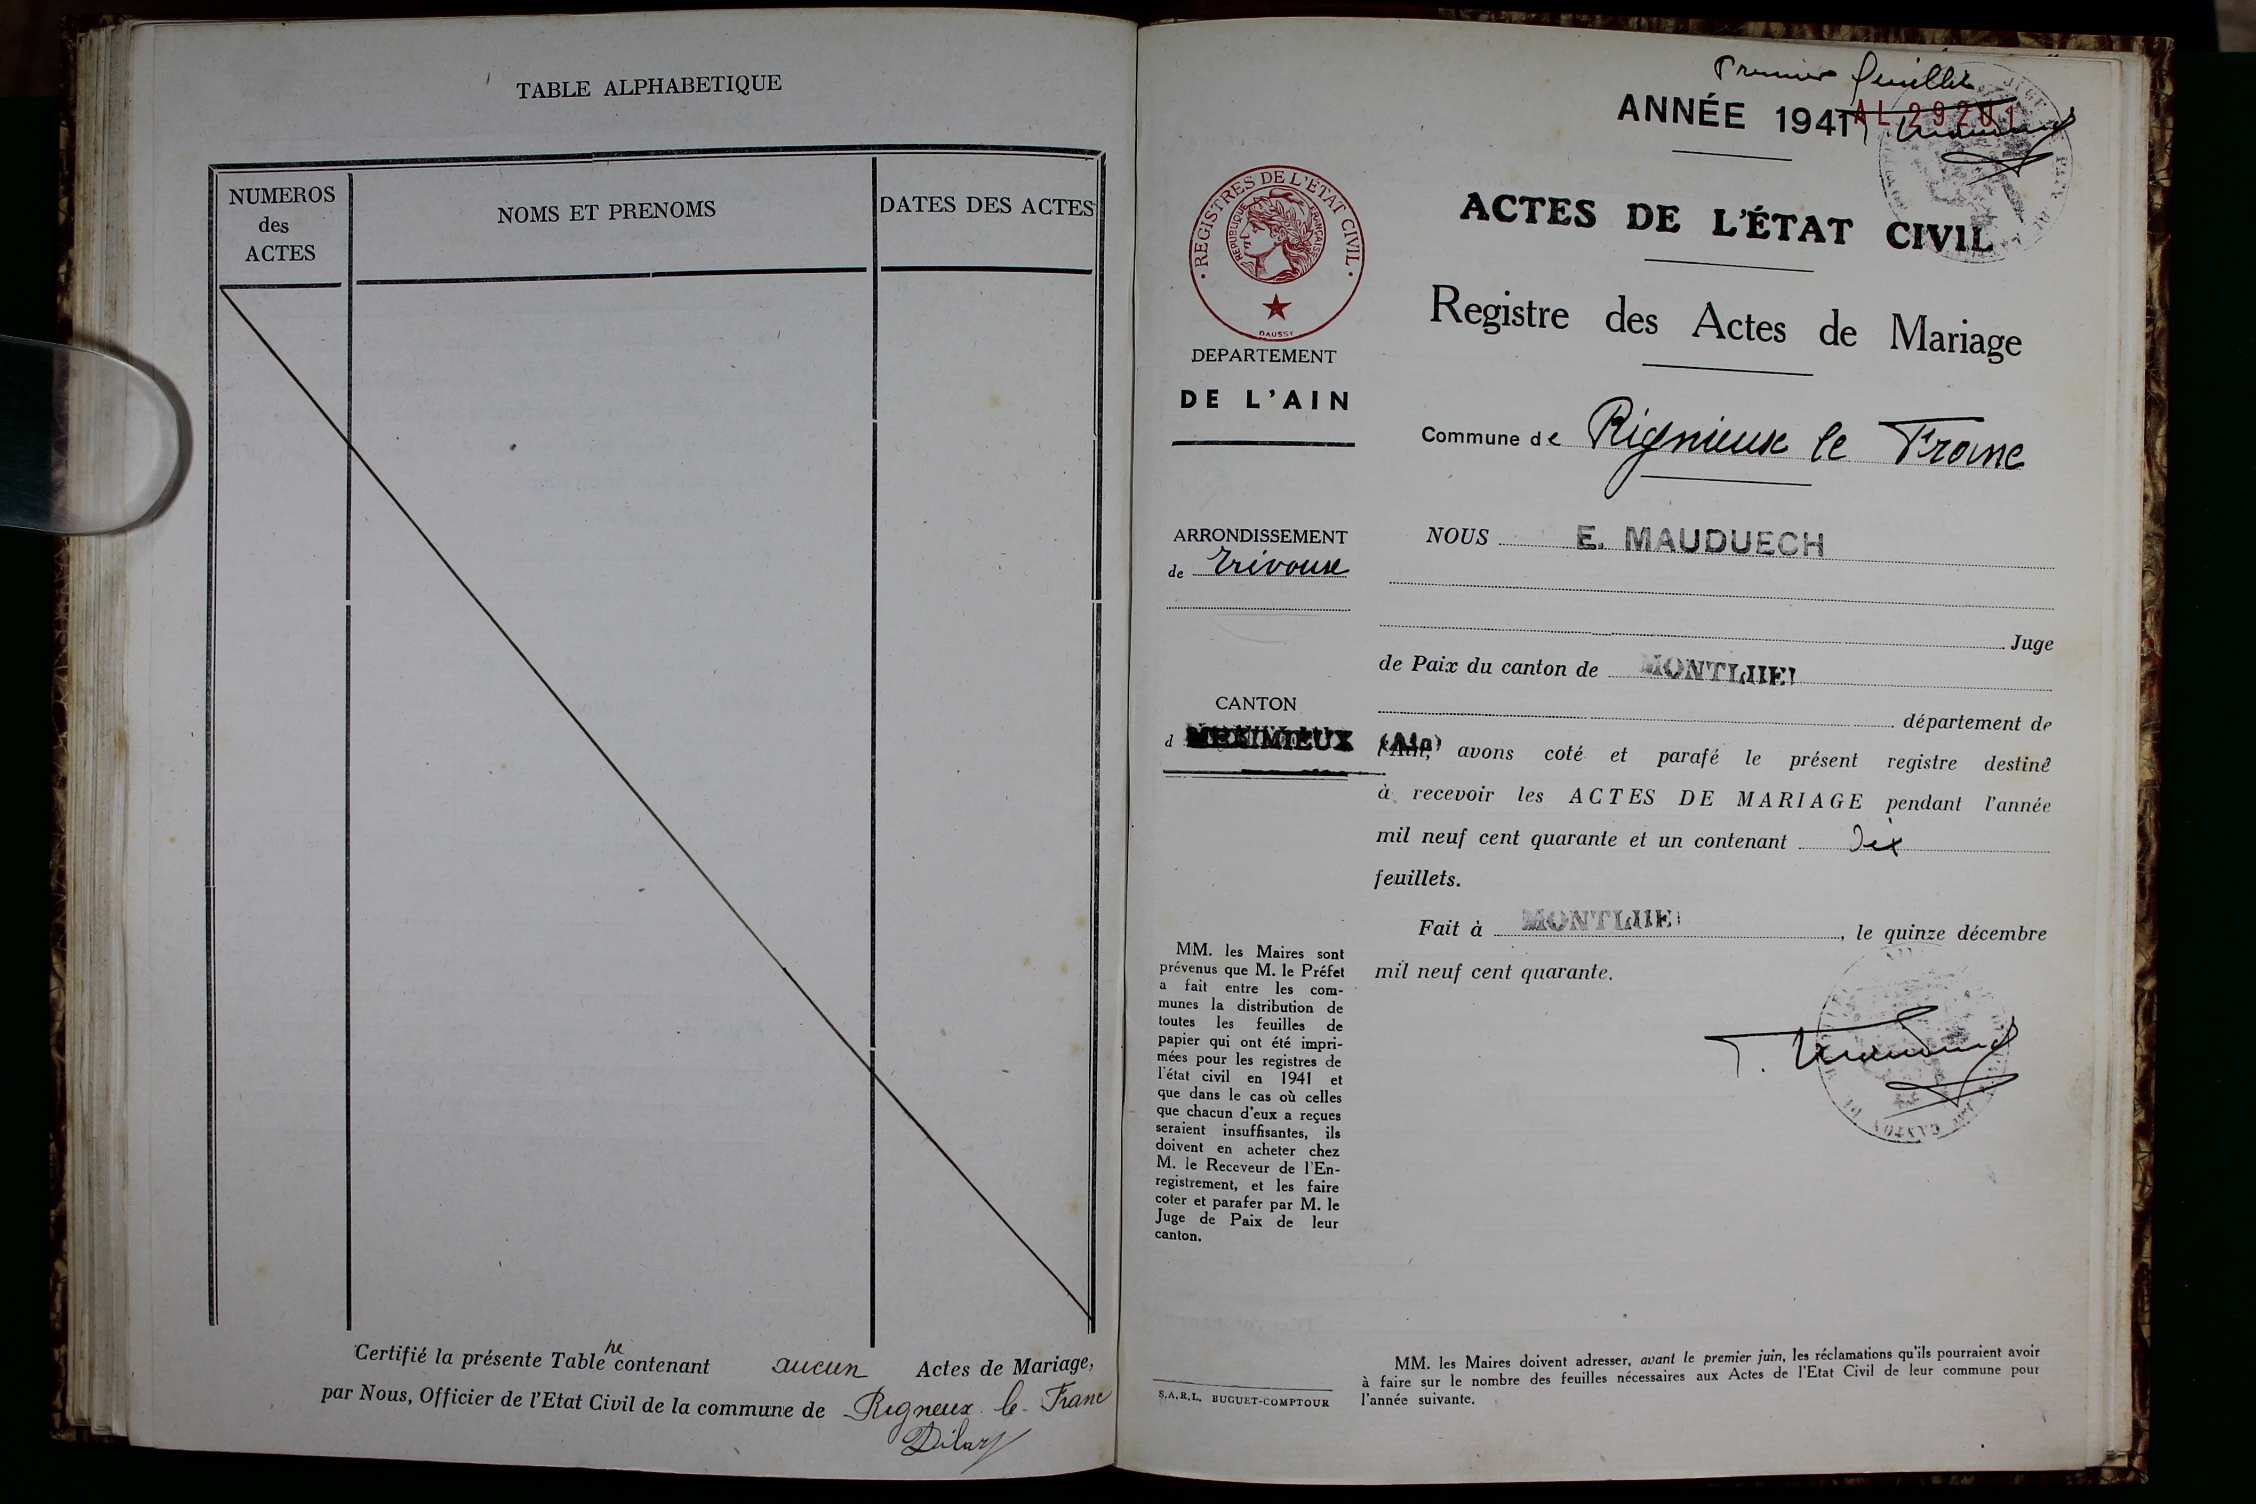 TABLE ALPHABETIQUE
NUMEROS
des
ACTES
NOMS ET PRENOMS
DATES DES ACTES
Certifié la présente Table ne contenant aucun Actes de Mariage,
par Nous, Officier de l'Etat Civil de la commune de Rigneux-le-Franc
Premier feuillet
ANNÉE 1941
AL 29201
ACTES DE L'ÉTAT CIVIL
Registre des Actes de Mariage
REGISTRES DE L'ÉTAT CIVIL
REPUBLIQUE FRANÇAISE
DAUSSY
DEPARTEMENT
DE L'AIN
Commune de Rignieux le Franc
ARRONDISSEMENT
de Trévoux
NOUS E. MAUDUECH
Juge
de Paix du canton de MONTLUEL
CANTON
d MEXIMIEUX (Ain)
département de
l'Ain, avons coté et parafé le présent registre destiné
à recevoir les ACTES DE MARIAGE pendant l'année
mil neuf cent quarante et un contenant Dix
feuillets.
Fait à MONTLUEL, le quinze décembre
mil neuf cent quarante.
MM. les Maires sont
prévenus que M. le Préfet
a fait entre les com-
munes la distribution de
toutes les feuilles de
papier qui ont été impri-
mées pour les registres de
l'état civil en 1941 et
que dans le cas où celles
que chacun d'eux a reçues
seraient insuffisantes, ils
doivent en acheter chez
M. le Receveur de l'En-
registrement, et les faire
coter et parafer par M. le
Juge de Paix de leur
canton.
S.A.R.L. BUGUET-COMPTOUR
MM. les Maires doivent adresser, avant le premier juin, les réclamations qu'ils pourraient avoir
à faire sur le nombre des feuilles nécessaires aux Actes de l'Etat Civil de leur commune pour
l'année suivante.